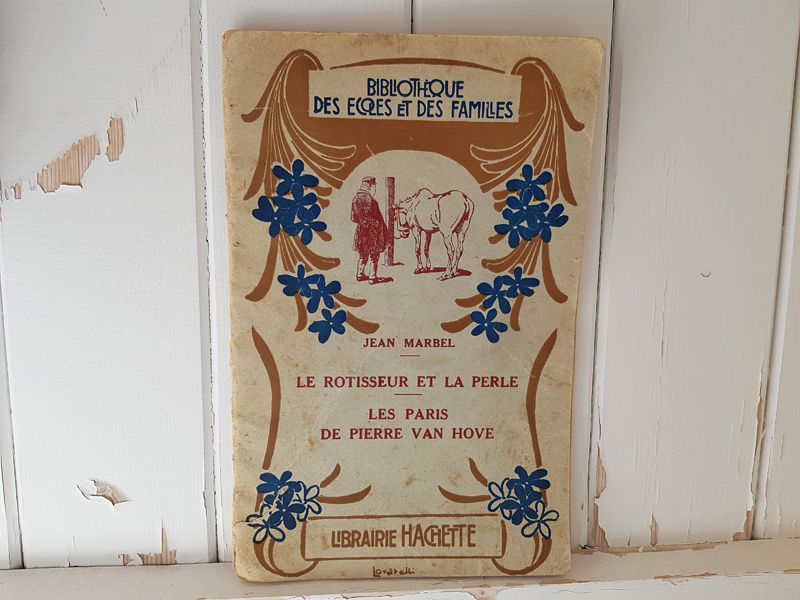 BIBLIOTHÈQUE
DES ECOLES ET DES FAMILLES
JEAN MARBEL
LE ROTISSEUR ET LA PERLE
LES PARIS
DE PIERRE VAN HOVE
LIBRAIRIE HACHETTE